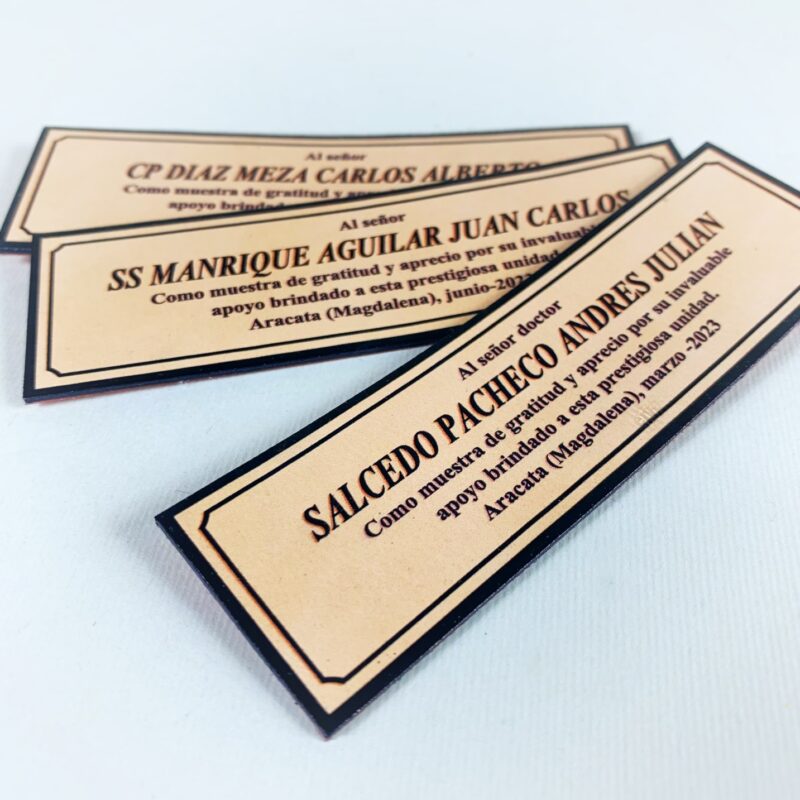 Al señor
CP DIAZ MEZA CARLOS ALBERTO
Como muestra de gratitud y
apoyo brindado
Al señor
SS MANRIQUE AGUILAR JUAN CARLOS
Como muestra de gratitud y aprecio por su invaluable
apoyo brindado a esta prestigiosa unidad
Aracata (Magdalena), junio-202
Al señor doctor
SALCEDO PACHECO ANDRES JULIAN
Como muestra de gratitud y aprecio por su invaluable
apoyo brindado a esta prestigiosa unidad.
Aracata (Magdalena), marzo -2023